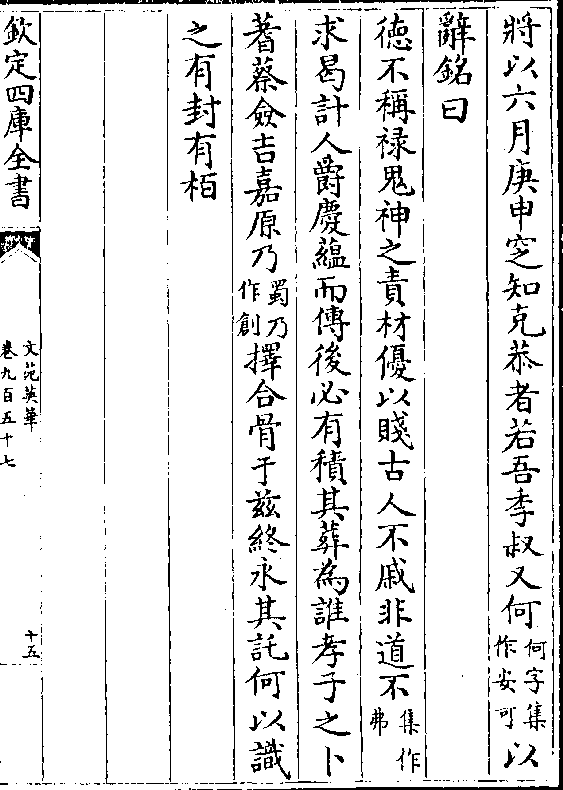 將以六月庚申窆知克恭者若吾李叔又何何字集作安可以
辭銘曰
徳不稱禄鬼神之責材優以賤古人不戚非道不集作弗
求曷計人爵慶蘊而傳後必有積其葬為誰孝子之卜
蓍蔡僉吉嘉原乃蜀乃作創擇合骨于兹終永其託何以識
之有封有栢
欽定四庫全書
文苑英華
卷九百五十七
十五